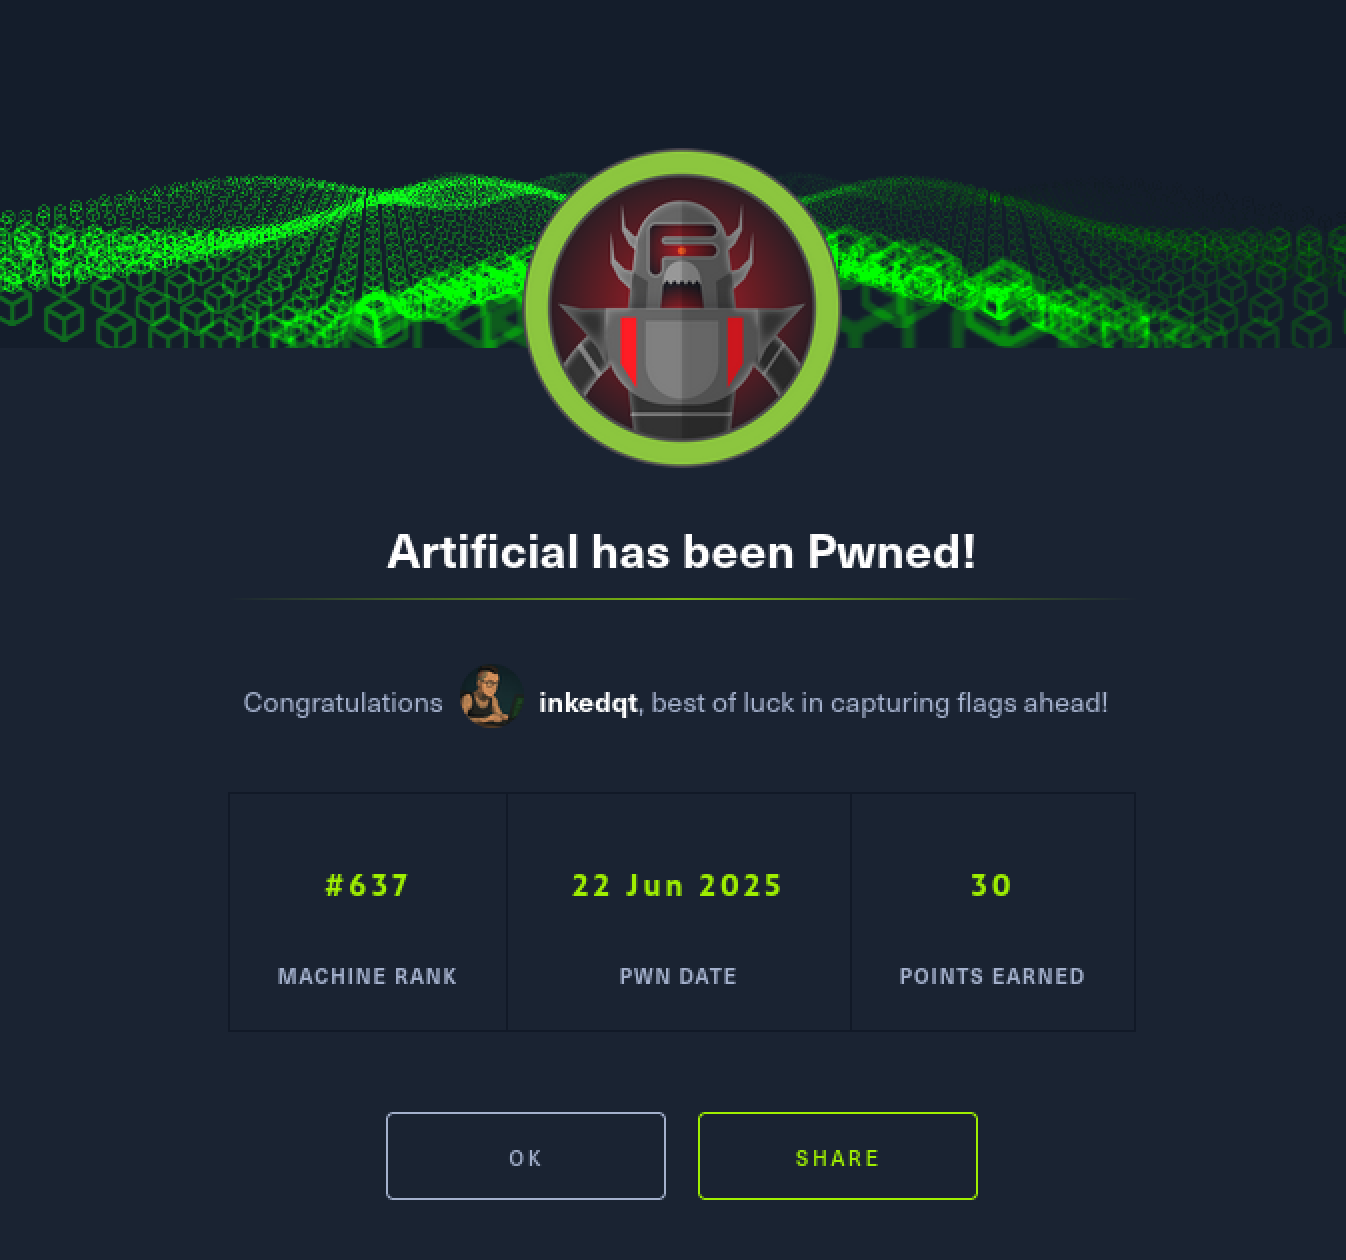 Artificial has been Pwned!
Congratulations inkedqt, best of luck in capturing flags ahead!
#637 22 Jun 2025 30
MACHINE RANK PWN DATE POINTS EARNED
OK SHARE